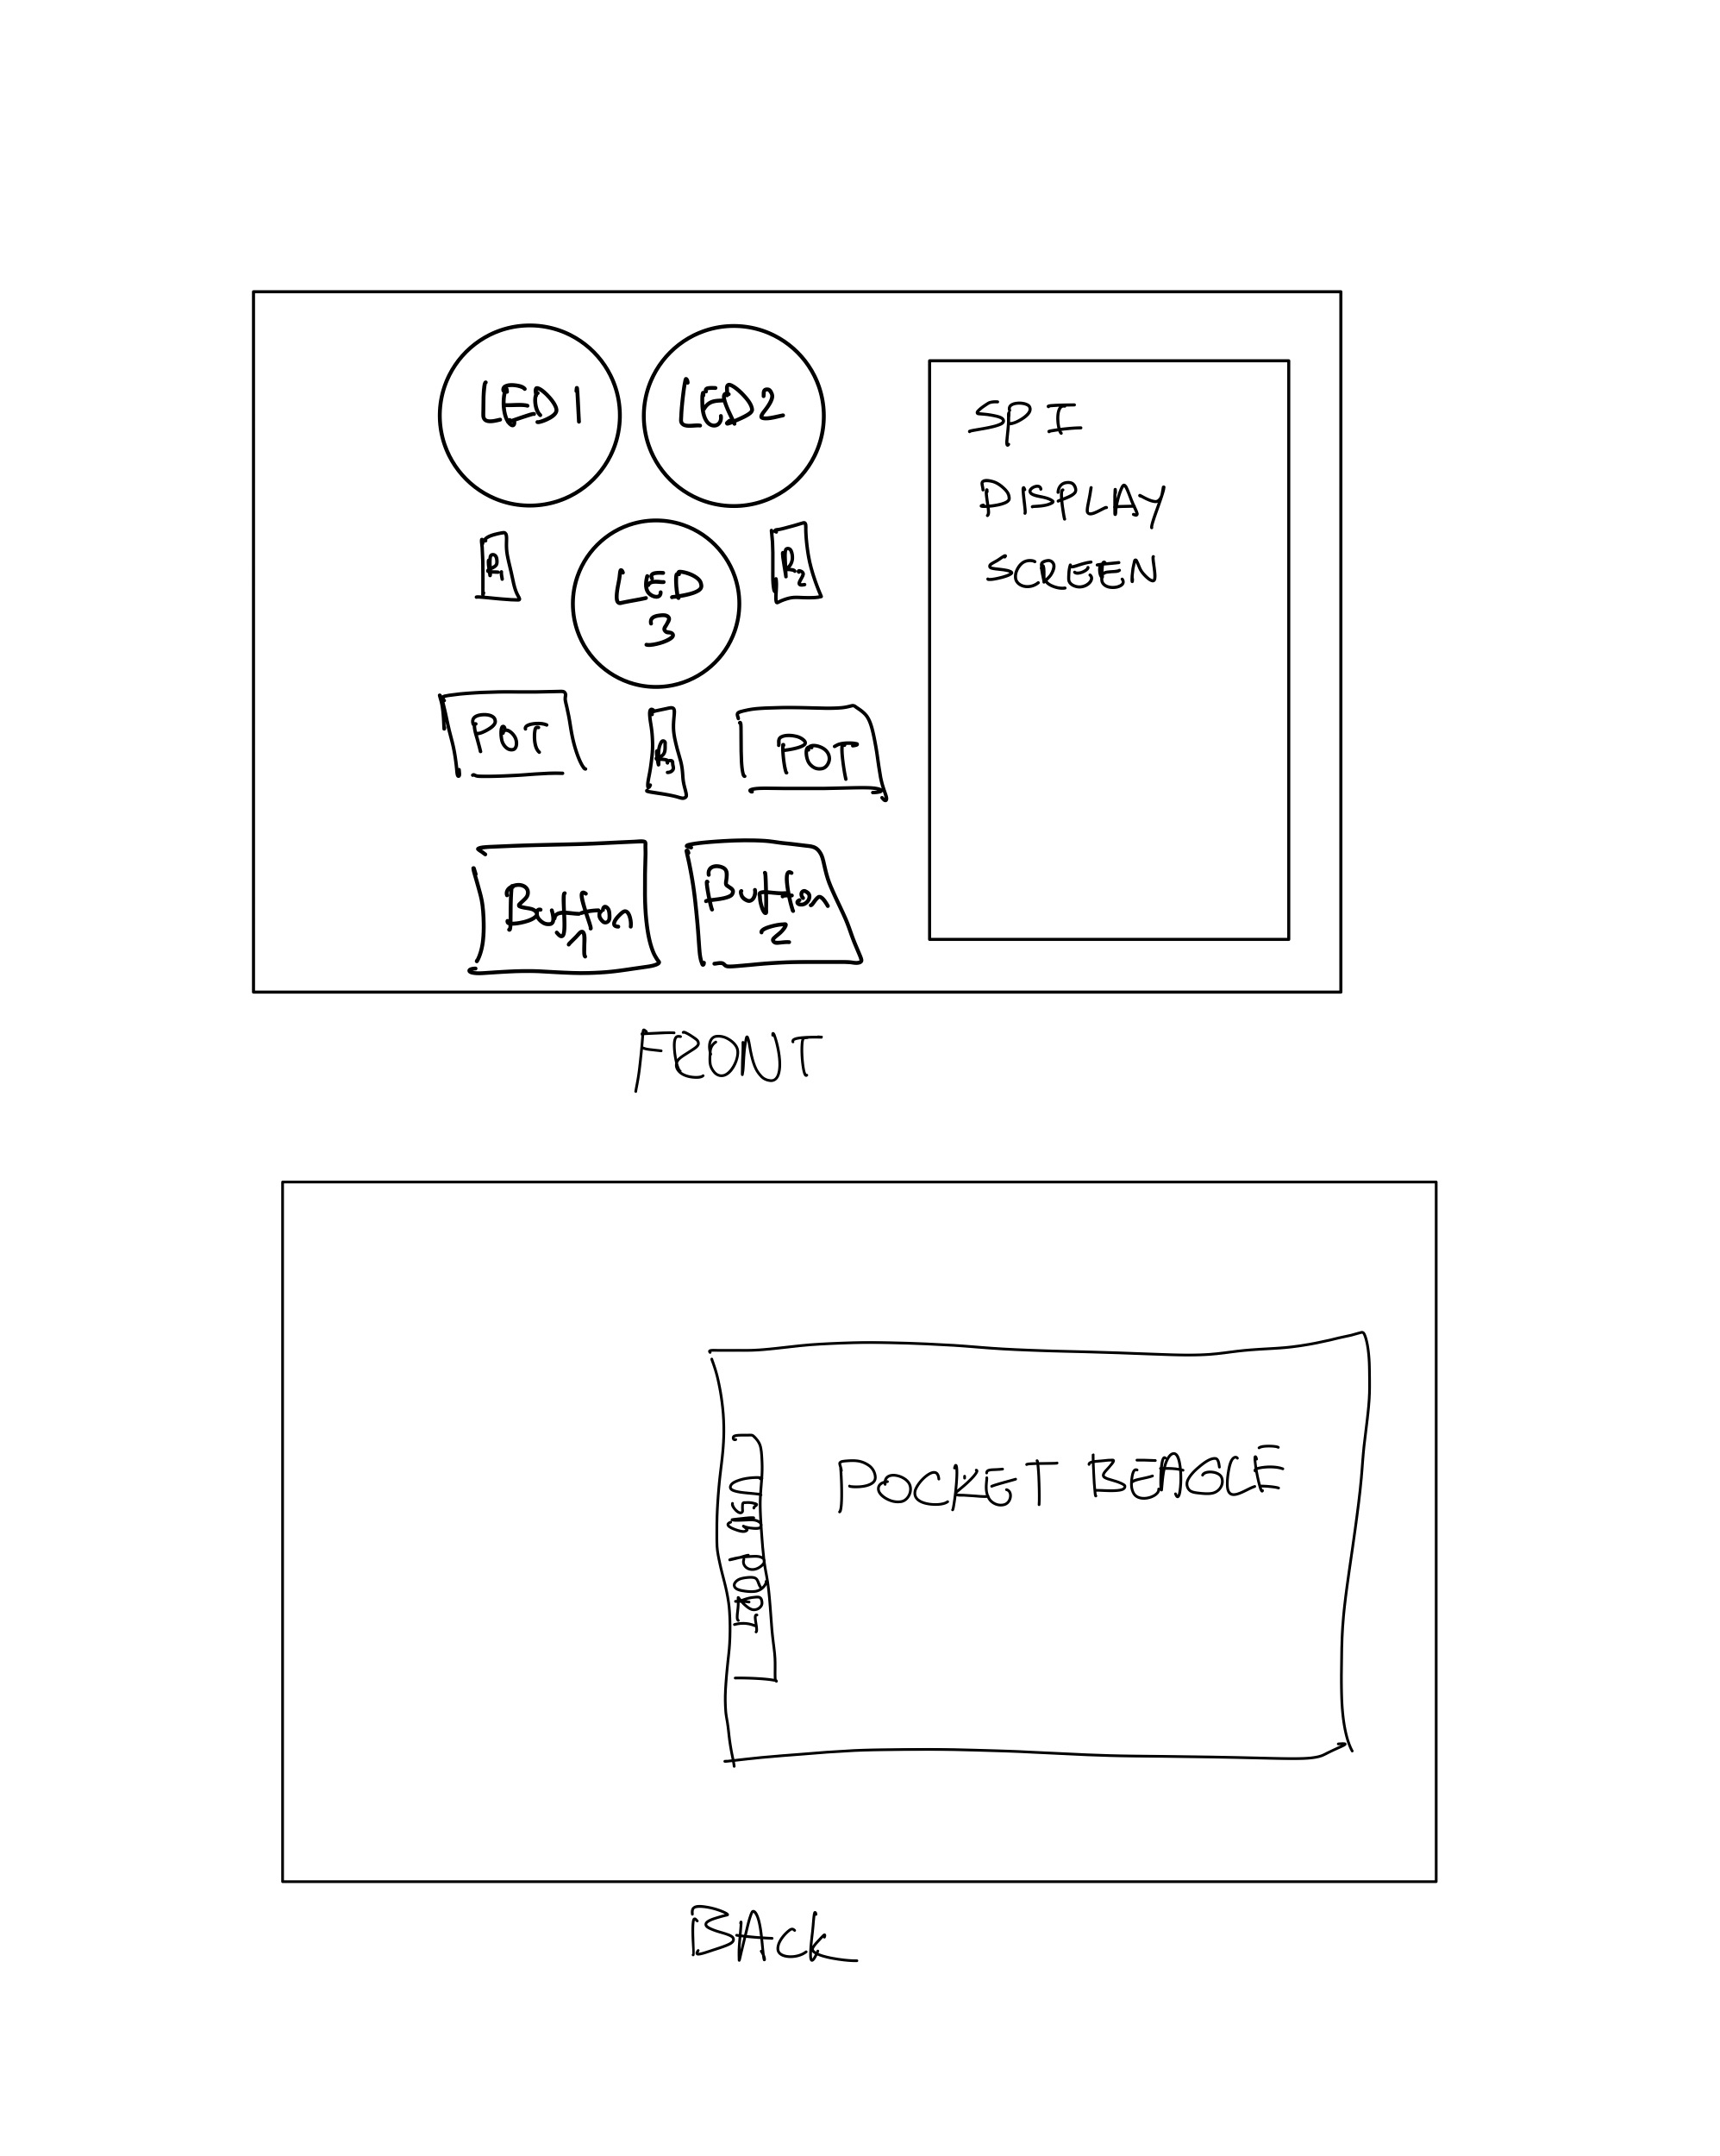 LED1
LED2
SPI
DISPLAY
SCREEN
R1
LED
3
R2
POT
R3
POT
Button
1
Button
2
FRONT
POCKET BEAGLE
USB PORT
BACK